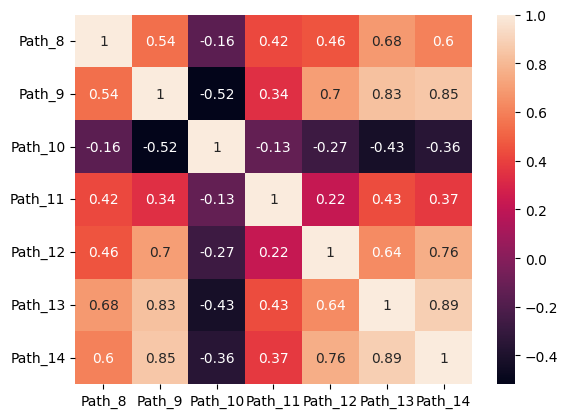 Path_8 1 0.54 -0.16 0.42 0.46 0.68 0.6
Path_9 0.54 1 -0.52 0.34 0.7 0.83 0.85
Path_10 -0.16 -0.52 1 -0.13 -0.27 -0.43 -0.36
Path_11 0.42 0.34 -0.13 1 0.22 0.43 0.37
Path_12 0.46 0.7 -0.27 0.22 1 0.64 0.76
Path_13 0.68 0.83 -0.43 0.43 0.64 1 0.89
Path_14 0.6 0.85 -0.36 0.37 0.76 0.89 1
Path_8 Path_9 Path_10 Path_11 Path_12 Path_13 Path_14
1.0
0.8
0.6
0.4
0.2
0.0
−0.2
−0.4